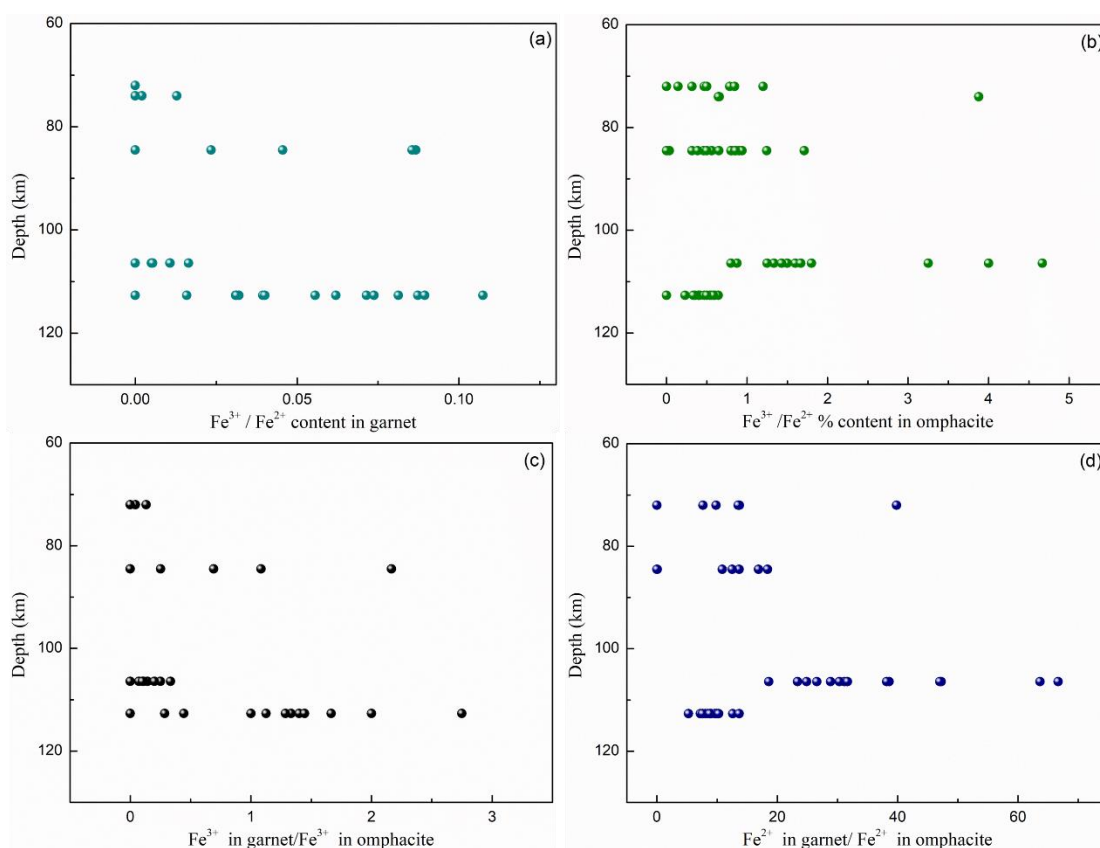 (a)
60
80
100
120
Depth (km)
0.00 0.05 0.10
Fe³⁺ / Fe²⁺ content in garnet
(b)
60
80
100
120
Depth (km)
0 1 2 3 4 5
Fe³⁺ /Fe²⁺ % content in omphacite
(c)
60
80
100
120
Depth (km)
0 1 2 3
Fe³⁺ in garnet/Fe³⁺ in omphacite
(d)
60
80
100
120
Depth (km)
0 20 40 60
Fe²⁺ in garnet/ Fe²⁺ in omphacite